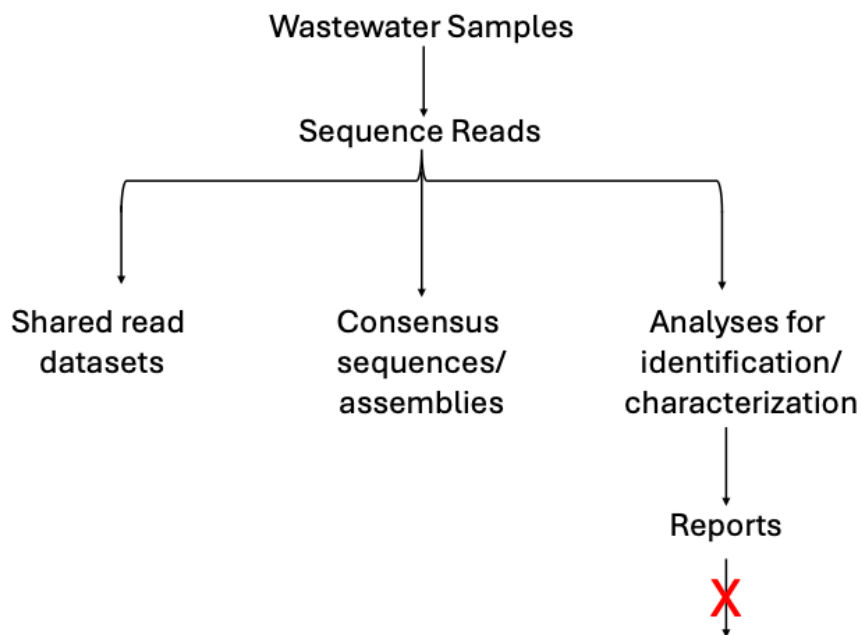 Wastewater Samples
Sequence Reads
Shared read
datasets
Consensus
sequences/
assemblies
Analyses for
identification/
characterization
Reports
X